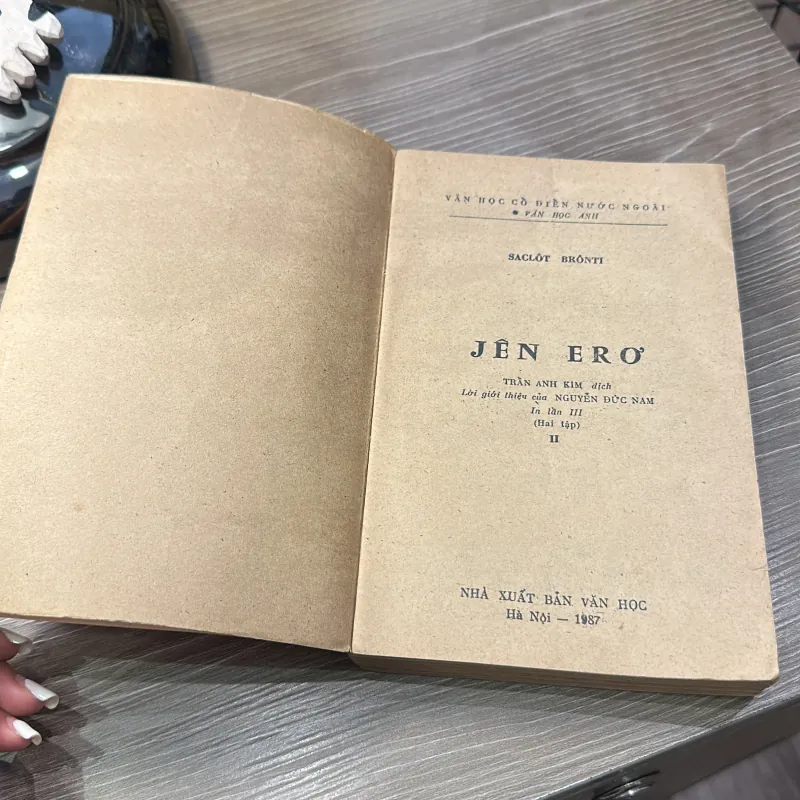 VĂN HỌC CỔ ĐIỂN NƯỚC NGOÀI
● VĂN HỌC ANH
SACLÔT BRÔNTI
JÊN ERƠ
TRẦN ANH KIM dịch
Lời giới thiệu của NGUYỄN ĐỨC NAM
In lần III
(Hai tập)
II
NHÀ XUẤT BẢN VĂN HỌC
Hà Nội — 1987